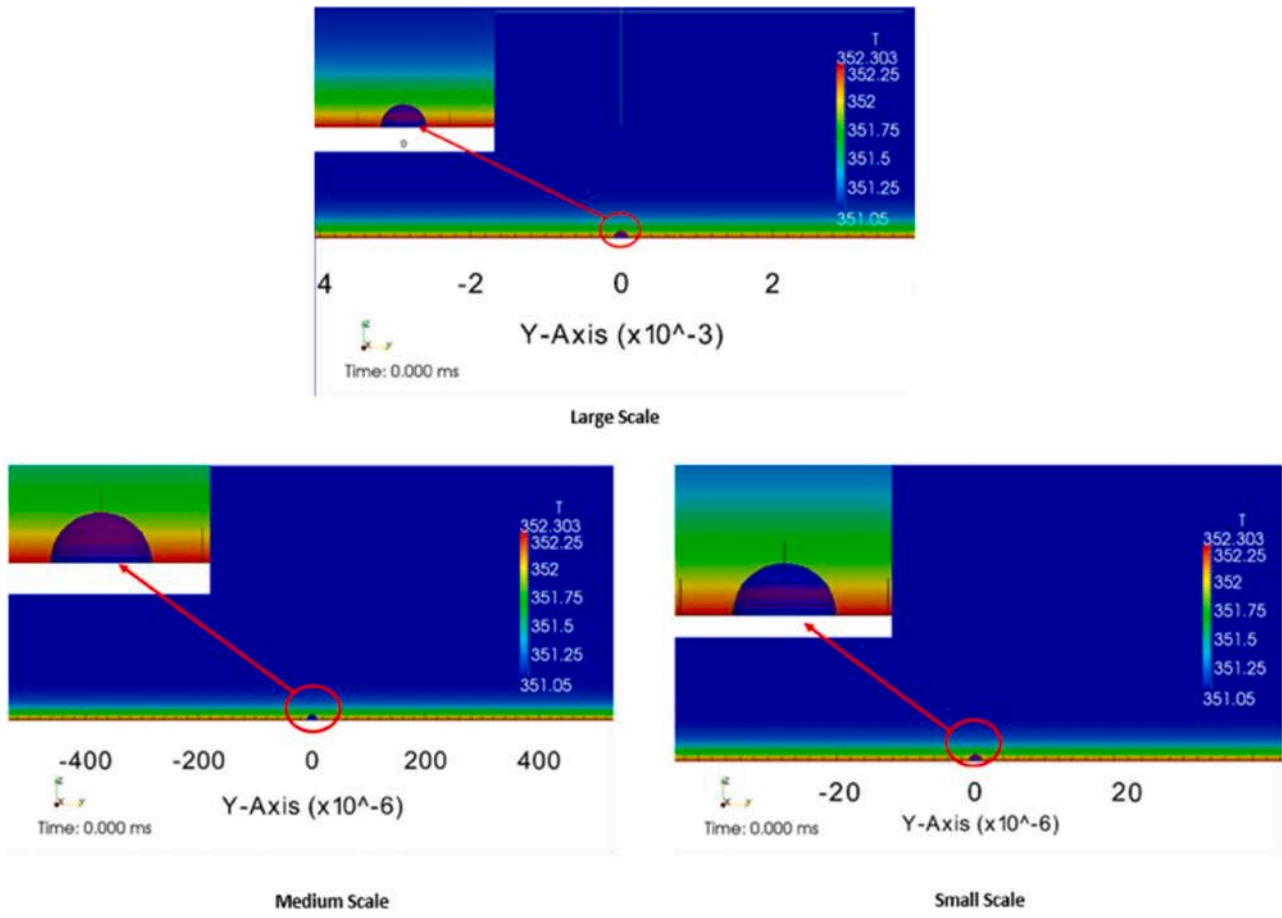 T
352.303
352.25
352
351.75
351.5
351.25
351.05
0
4 -2 0 2
Y-Axis (x10^-3)
z
x y
Time: 0.000 ms
Large Scale
T
352.303
352.25
352
351.75
351.5
351.25
351.05
-400 -200 0 200 400
z
x y
Y-Axis (x10^-6)
Time: 0.000 ms
Medium Scale
T
352.303
352.25
352
351.75
351.5
351.25
351.05
-20 0 20
z
x y
Y-Axis (x10^-6)
Time: 0.000 ms
Small Scale